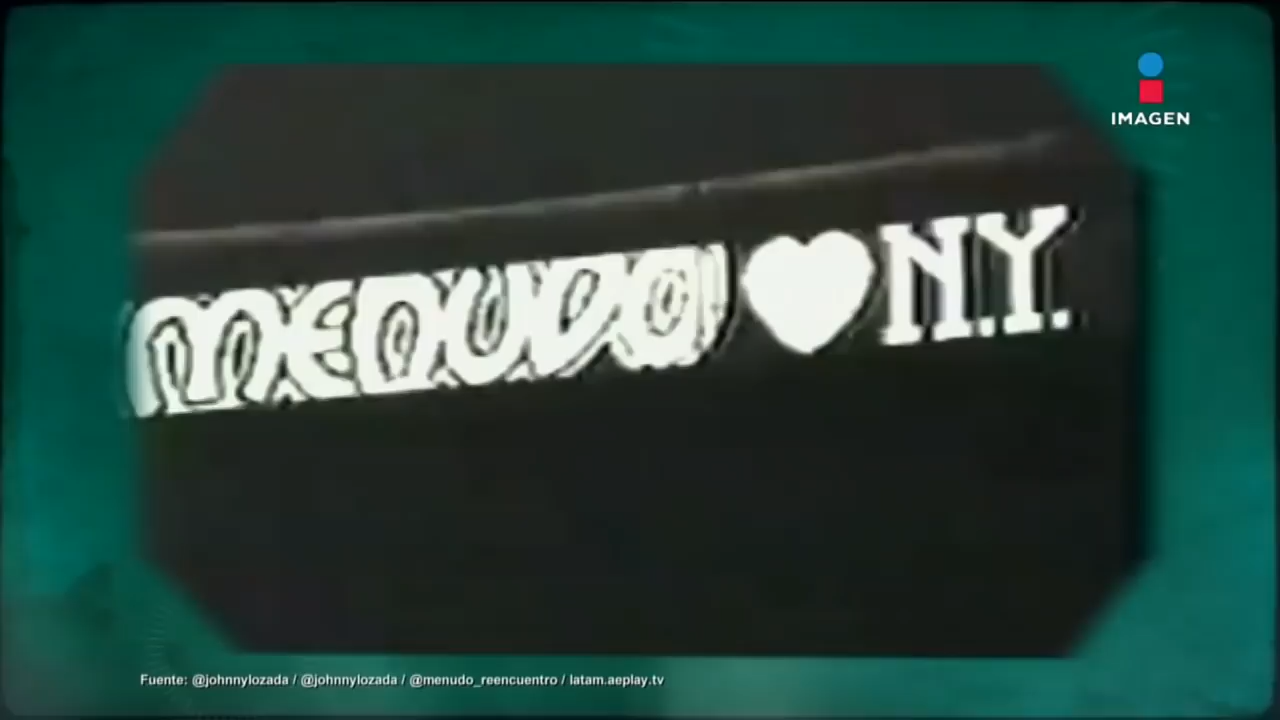 IMAGEN
MENUDO ♥ N.Y.
Fuente: @johnnylozada / @johnnylozada / @menudo_reencuentro / latam.aeplay.tv